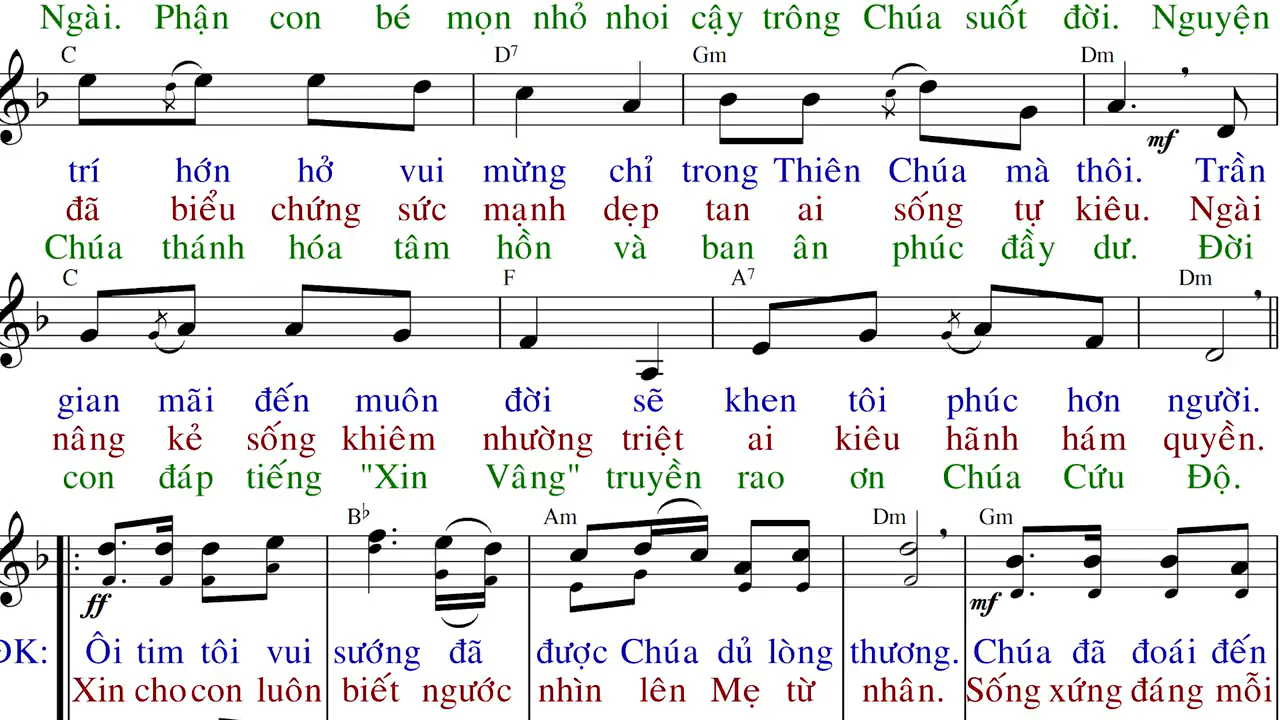 Ngài. Phận con bé mọn nhỏ nhoi cậy trông Chúa suốt đời. Nguyện
C D7 Gm Dm
mf
trí hớn hở vui mừng chỉ trong Thiên Chúa mà thôi. Trần
đã biểu chứng sức mạnh dẹp tan ai sống tự kiêu. Ngài
Chúa thánh hóa tâm hồn và ban ân phúc đầy dư. Đời
C F A7 Dm
gian mãi đến muôn đời sẽ khen tôi phúc hơn người.
nâng kẻ sống khiêm nhường triệt ai kiêu hãnh hám quyền.
con đáp tiếng "Xin Vâng" truyền rao ơn Chúa Cứu Độ.
B♭ Am Dm Gm
ff mf
ĐK: Ôi tim tôi vui sướng đã được Chúa dủ lòng thương. Chúa đã đoái đến
Xin cho con luôn biết ngước nhìn lên Mẹ từ nhân. Sống xứng đáng mỗi